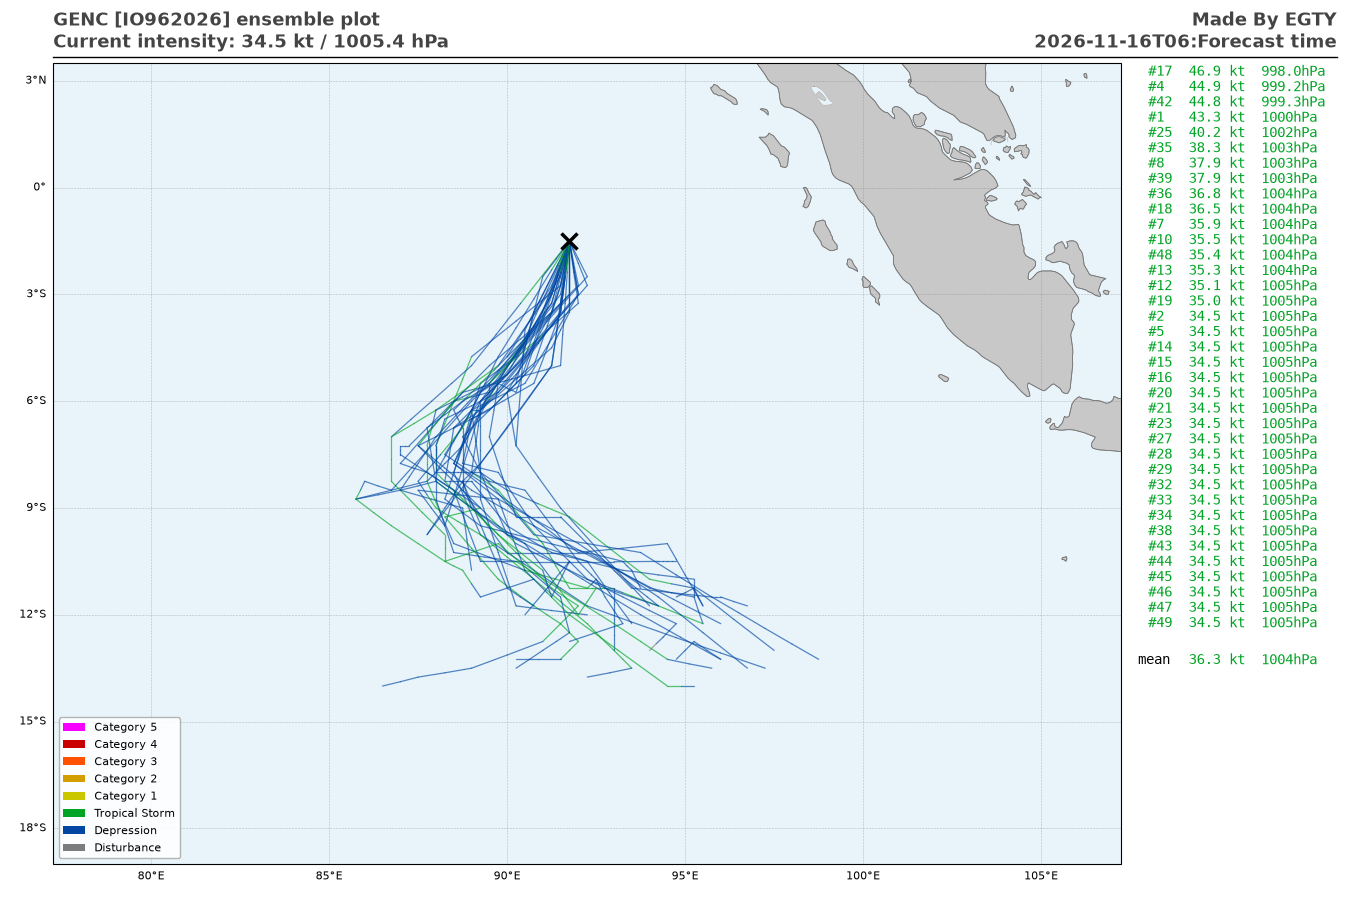 GENC [IO962026] ensemble plot
Current intensity: 34.5 kt / 1005.4 hPa
Made By EGTY
2026-11-16T06:Forecast time
3°N
0°
3°S
6°S
9°S
12°S
15°S
18°S
80°E
85°E
90°E
95°E
100°E
105°E
Category 5
Category 4
Category 3
Category 2
Category 1
Tropical Storm
Depression
Disturbance
#17 46.9 kt 998.0hPa
#4 44.9 kt 999.2hPa
#42 44.8 kt 999.3hPa
#1 43.3 kt 1000hPa
#25 40.2 kt 1002hPa
#35 38.3 kt 1003hPa
#8 37.9 kt 1003hPa
#39 37.9 kt 1003hPa
#36 36.8 kt 1004hPa
#18 36.5 kt 1004hPa
#7 35.9 kt 1004hPa
#10 35.5 kt 1004hPa
#48 35.4 kt 1004hPa
#13 35.3 kt 1004hPa
#12 35.1 kt 1005hPa
#19 35.0 kt 1005hPa
#2 34.5 kt 1005hPa
#5 34.5 kt 1005hPa
#14 34.5 kt 1005hPa
#15 34.5 kt 1005hPa
#16 34.5 kt 1005hPa
#20 34.5 kt 1005hPa
#21 34.5 kt 1005hPa
#23 34.5 kt 1005hPa
#27 34.5 kt 1005hPa
#28 34.5 kt 1005hPa
#29 34.5 kt 1005hPa
#32 34.5 kt 1005hPa
#33 34.5 kt 1005hPa
#34 34.5 kt 1005hPa
#38 34.5 kt 1005hPa
#43 34.5 kt 1005hPa
#44 34.5 kt 1005hPa
#45 34.5 kt 1005hPa
#46 34.5 kt 1005hPa
#47 34.5 kt 1005hPa
#49 34.5 kt 1005hPa
mean 36.3 kt 1004hPa